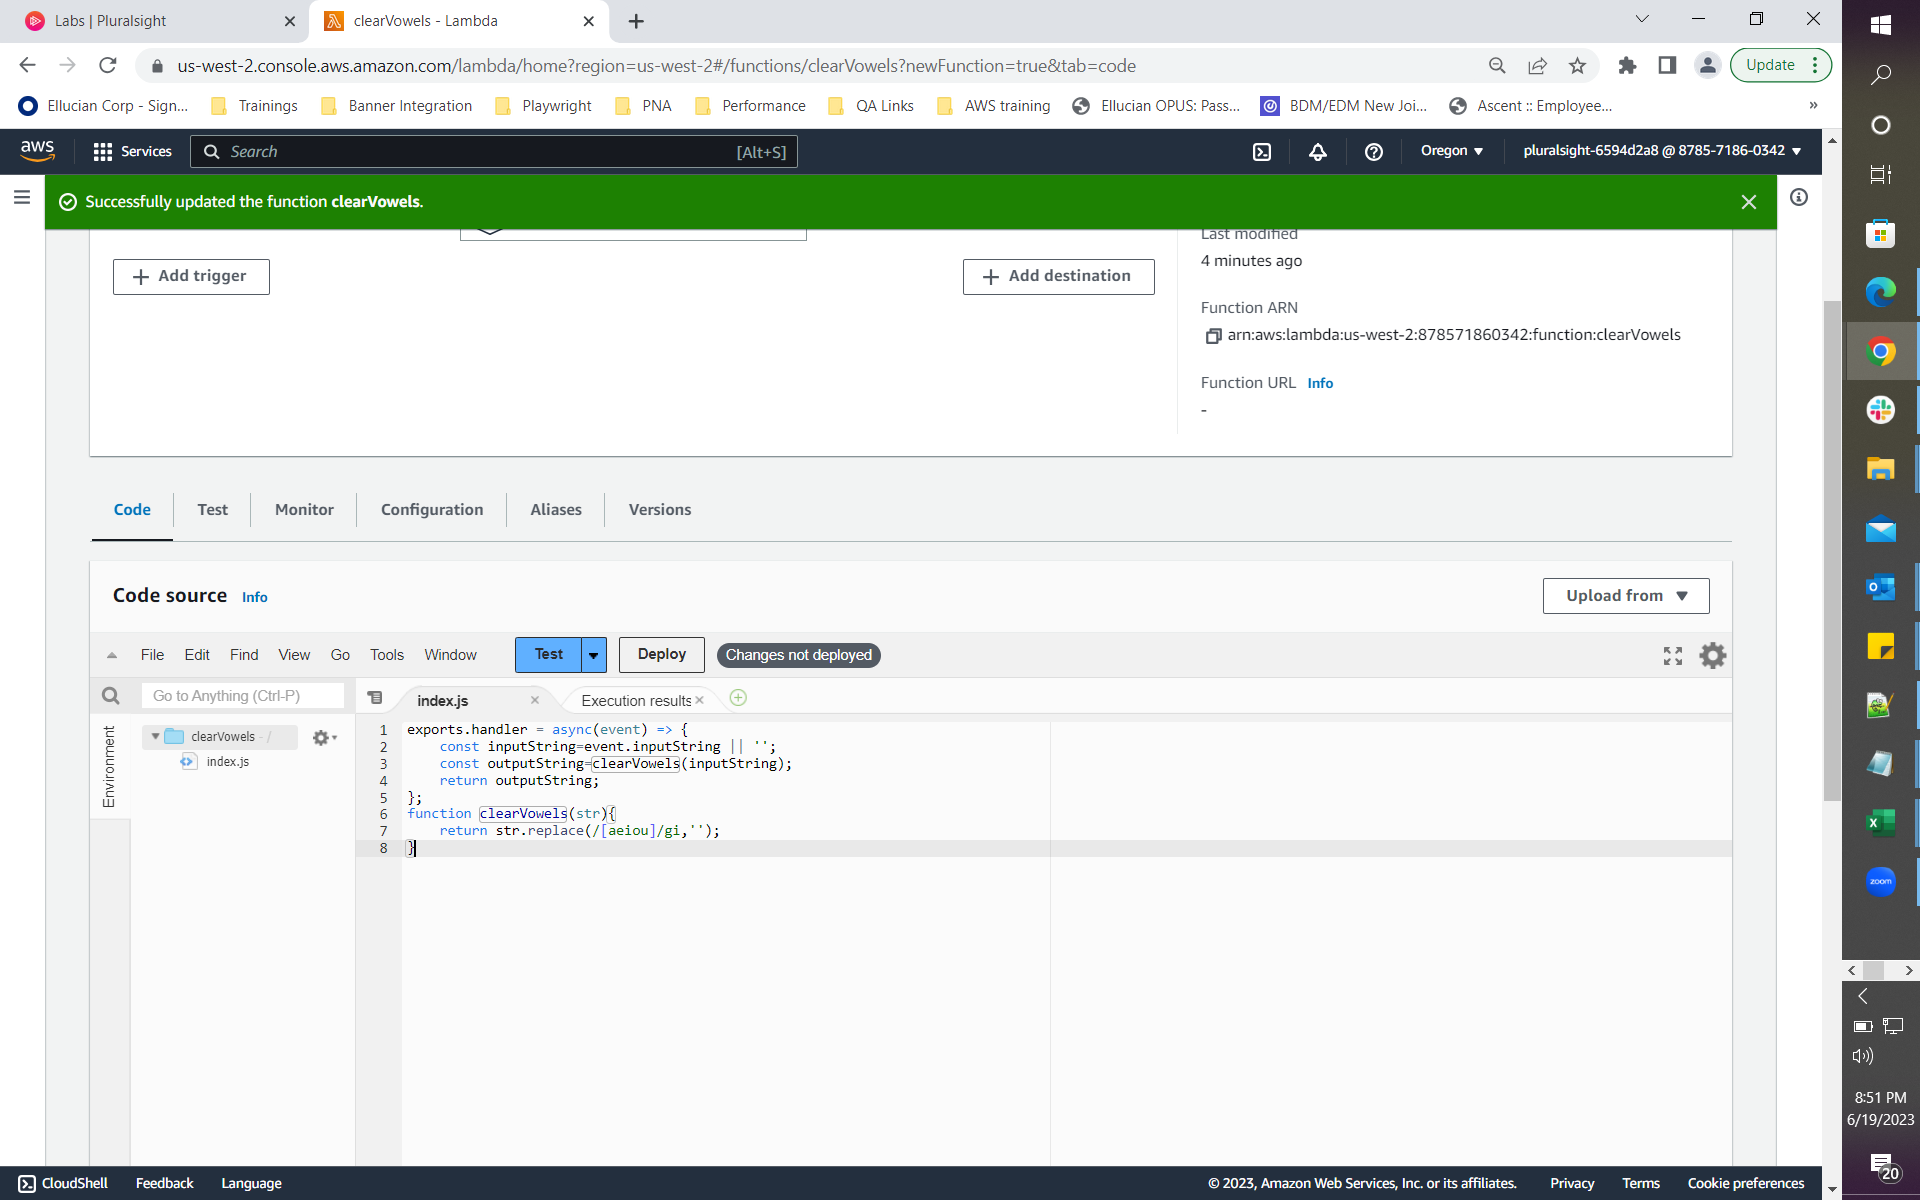 Labs | Pluralsight
clearVowels - Lambda
us-west-2.console.aws.amazon.com/lambda/home?region=us-west-2#/functions/clearVowels?newFunction=true&tab=code
Update
Ellucian Corp - Sign...
Trainings
Banner Integration
Playwright
PNA
Performance
QA Links
AWS training
Ellucian OPUS: Pass...
BDM/EDM New Joi...
Ascent :: Employee...
»
aws
Services
Search
[Alt+S]
Oregon
pluralsight-6594d2a8 @ 8785-7186-0342
Successfully updated the function clearVowels.
Last modified
4 minutes ago
Add trigger
Add destination
Function ARN
arn:aws:lambda:us-west-2:878571860342:function:clearVowels
Function URL Info
-
Code
Test
Monitor
Configuration
Aliases
Versions
Code source Info
Upload from
File
Edit
Find
View
Go
Tools
Window
Test
Deploy
Changes not deployed
Go to Anything (Ctrl-P)
index.js
Execution results
Environment
clearVowels - /
index.js
1 exports.handler = async(event) => {
2 const inputString=event.inputString || '';
3 const outputString=clearVowels(inputString);
4 return outputString;
5 };
6 function clearVowels(str){
7 return str.replace(/[aeiou]/gi,'');
8 }
zoom
8:51 PM
6/19/2023
20
CloudShell
Feedback
Language
© 2023, Amazon Web Services, Inc. or its affiliates.
Privacy
Terms
Cookie preferences